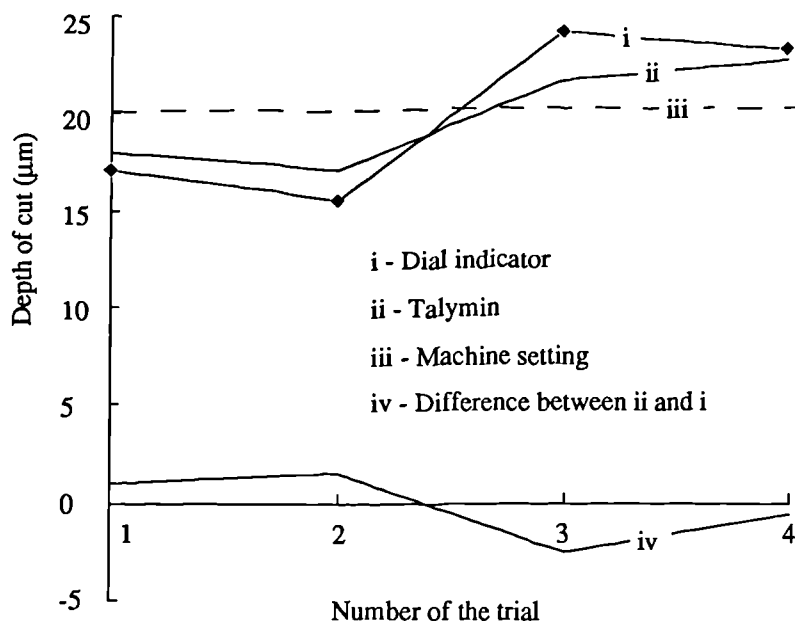 25
20
15
10
5
0
-5
Depth of cut (μm)
i
ii
iii
i - Dial indicator
ii - Talymin
iii - Machine setting
iv - Difference between ii and i
1
2
3
4
iv
Number of the trial